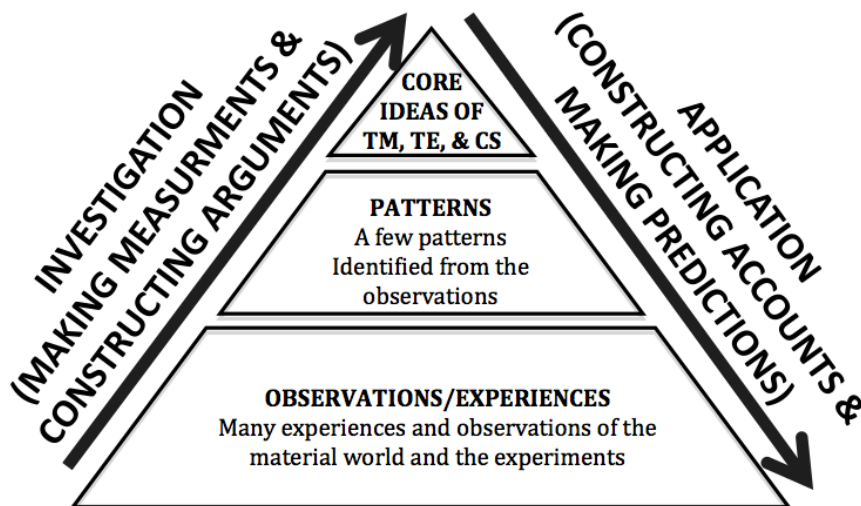 INVESTIGATION
(MAKING MEASURMENTS &
CONSTRUCTING ARGUMENTS)
CORE
IDEAS OF
TM, TE, & CS
PATTERNS
A few patterns
Identified from the
observations
OBSERVATIONS/EXPERIENCES
Many experiences and observations of the
material world and the experiments
APPLICATION
(CONSTRUCTING ACCOUNTS &
MAKING PREDICTIONS)